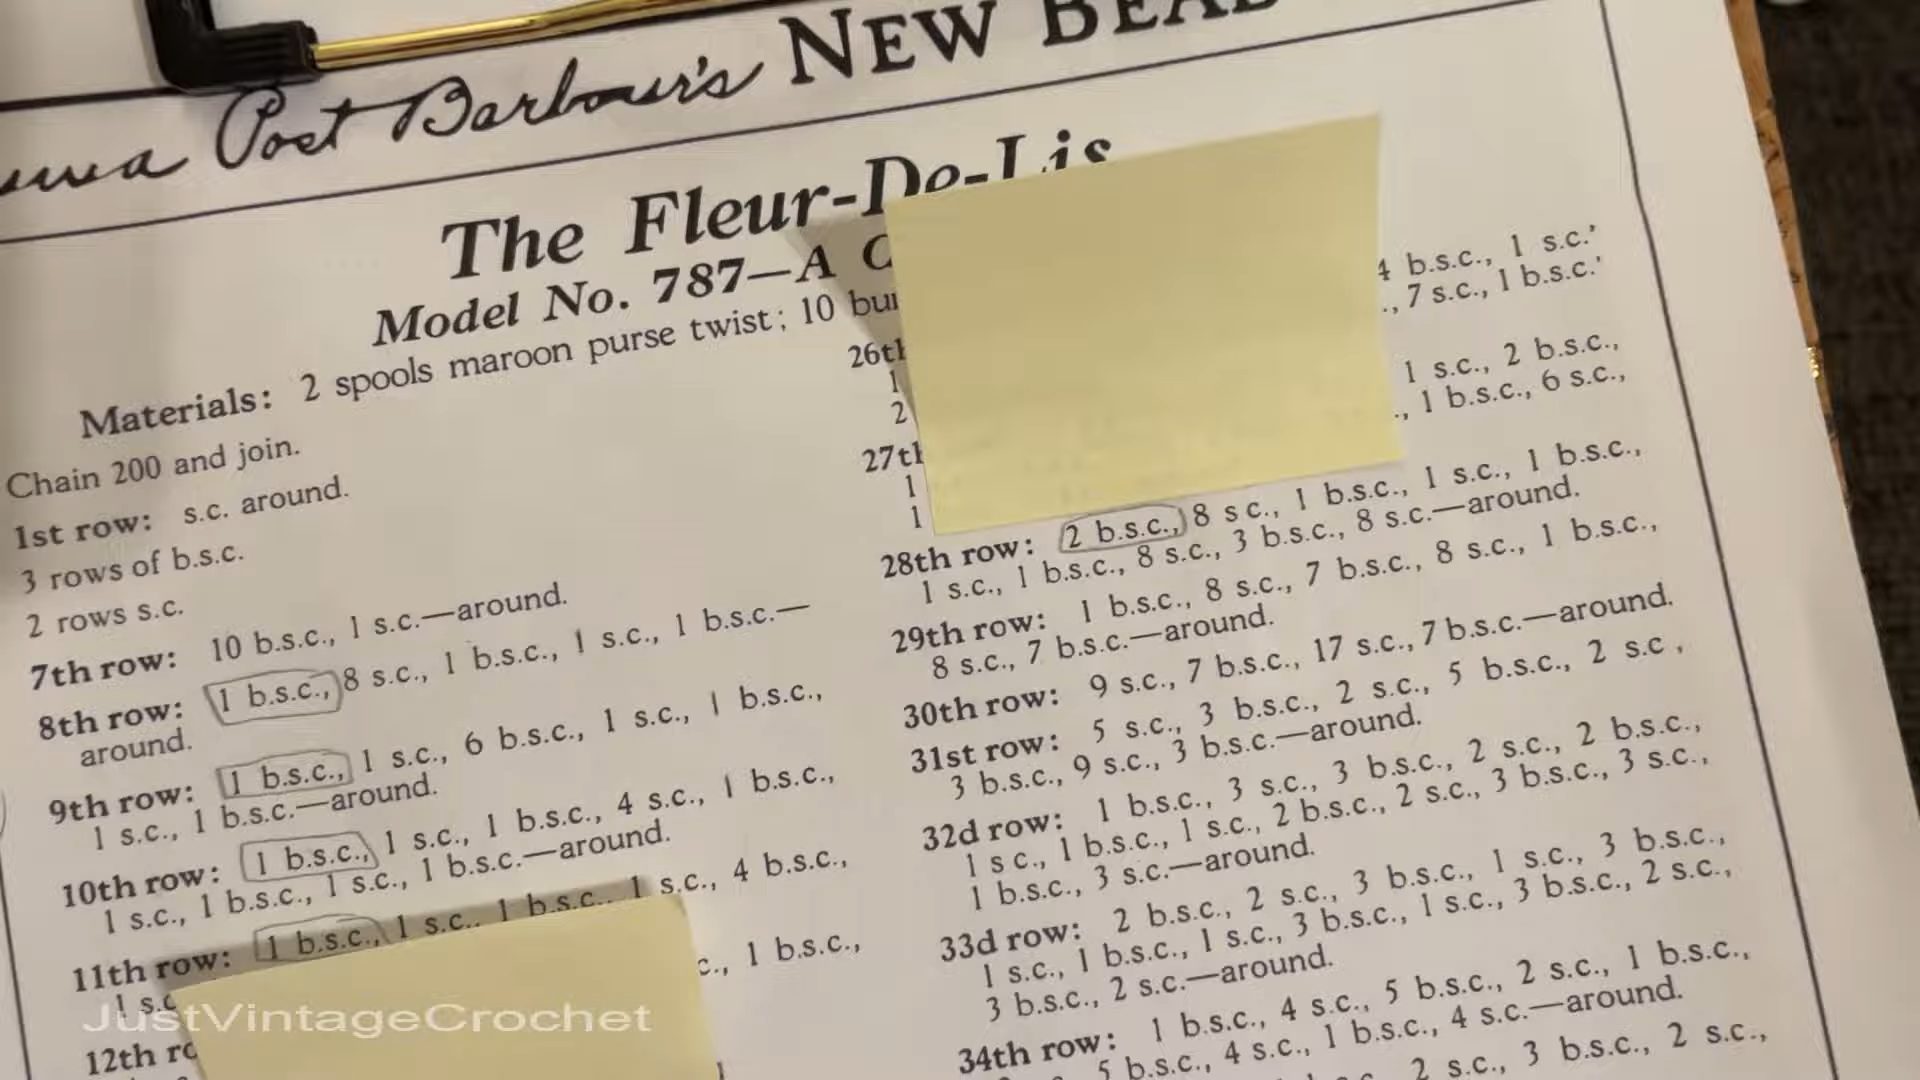 Post Barbour's NEW BEAD
The Fleur-De-Lis
Model No. 787—A C
Materials: 2 spools maroon purse twist; 10 bu
Chain 200 and join.
1st row: s.c. around.
3 rows of b.s.c.
2 rows s.c.
7th row: 10 b.s.c., 1 s.c.—around.
8th row: 1 b.s.c., 8 s.c., 1 b.s.c., 1 s.c., 1 b.s.c.—
around.
9th row: 1 b.s.c., 1 s.c., 6 b.s.c., 1 s.c., 1 b.s.c.,
1 s.c., 1 b.s.c.—around.
10th row: 1 b.s.c., 1 s.c., 1 b.s.c., 4 s.c., 1 b.s.c.,
1 s.c., 1 b.s.c., 1 s.c., 1 b.s.c.—around.
11th row: 1 b.s.c., 1 s.c., 1 b.s.c., 1 s.c., 4 b.s.c.,
1 s.c., 1 b.s.c.,
12th ro
4 b.s.c., 1 s.c.
., 7 s.c., 1 b.s.c.
26th
1 1 s.c., 2 b.s.c.,
2 ., 1 b.s.c., 6 s.c.,
27th
1
1
28th row: 2 b.s.c., 8 s c., 1 b.s.c., 1 s.c., 1 b.s.c.,
1 s.c., 1 b.s.c., 8 s.c., 3 b.s.c., 8 s.c.—around.
29th row: 1 b.s.c., 8 s.c., 7 b.s.c., 8 s.c., 1 b.s.c.,
8 s.c., 7 b.s.c.—around.
30th row: 9 s.c., 7 b.s.c., 17 s.c., 7 b.s.c.—around.
31st row: 5 s.c., 3 b.s.c., 2 s.c., 5 b.s.c., 2 s.c ,
3 b.s.c., 9 s.c., 3 b.s.c.—around.
32d row: 1 b.s.c., 3 s.c., 3 b.s.c., 2 s.c., 2 b.s.c.,
1 s c., 1 b.s.c., 1 s.c., 2 b.s.c., 2 s.c., 3 b.s.c., 3 s.c.,
1 b.s.c., 3 s.c.—around.
33d row: 2 b.s.c., 2 s.c., 3 b.s.c., 1 s.c., 3 b.s.c.,
1 s.c., 1 b.s.c., 1 s.c., 3 b.s.c., 1 s.c., 3 b.s.c., 2 s.c.,
3 b.s.c., 2 s.c.—around.
34th row: 1 b.s.c., 4 s.c., 5 b.s.c., 2 s.c., 1 b.s.c.,
5 b.s.c., 4 s.c., 1 b.s.c., 4 s.c.—around.
2 s.c., 3 b.s.c., 2 s.c.,
JustVintageCrochet